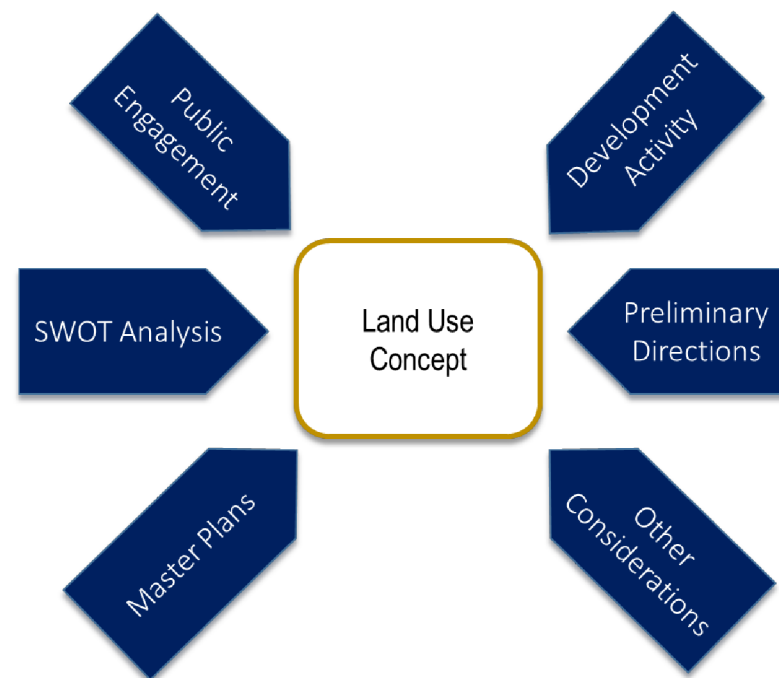 Public
Engagement
Development
Activity
SWOT Analysis
Land Use
Concept
Preliminary
Directions
Master Plans
Other
Considerations